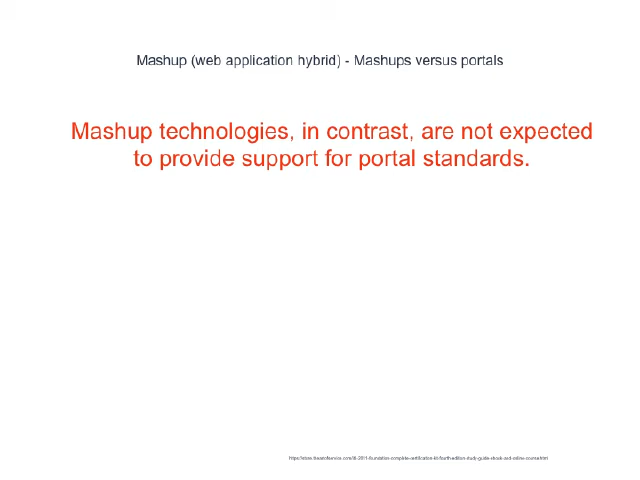 Mashup (web application hybrid) - Mashups versus portals
Mashup technologies, in contrast, are not expected
to provide support for portal standards.